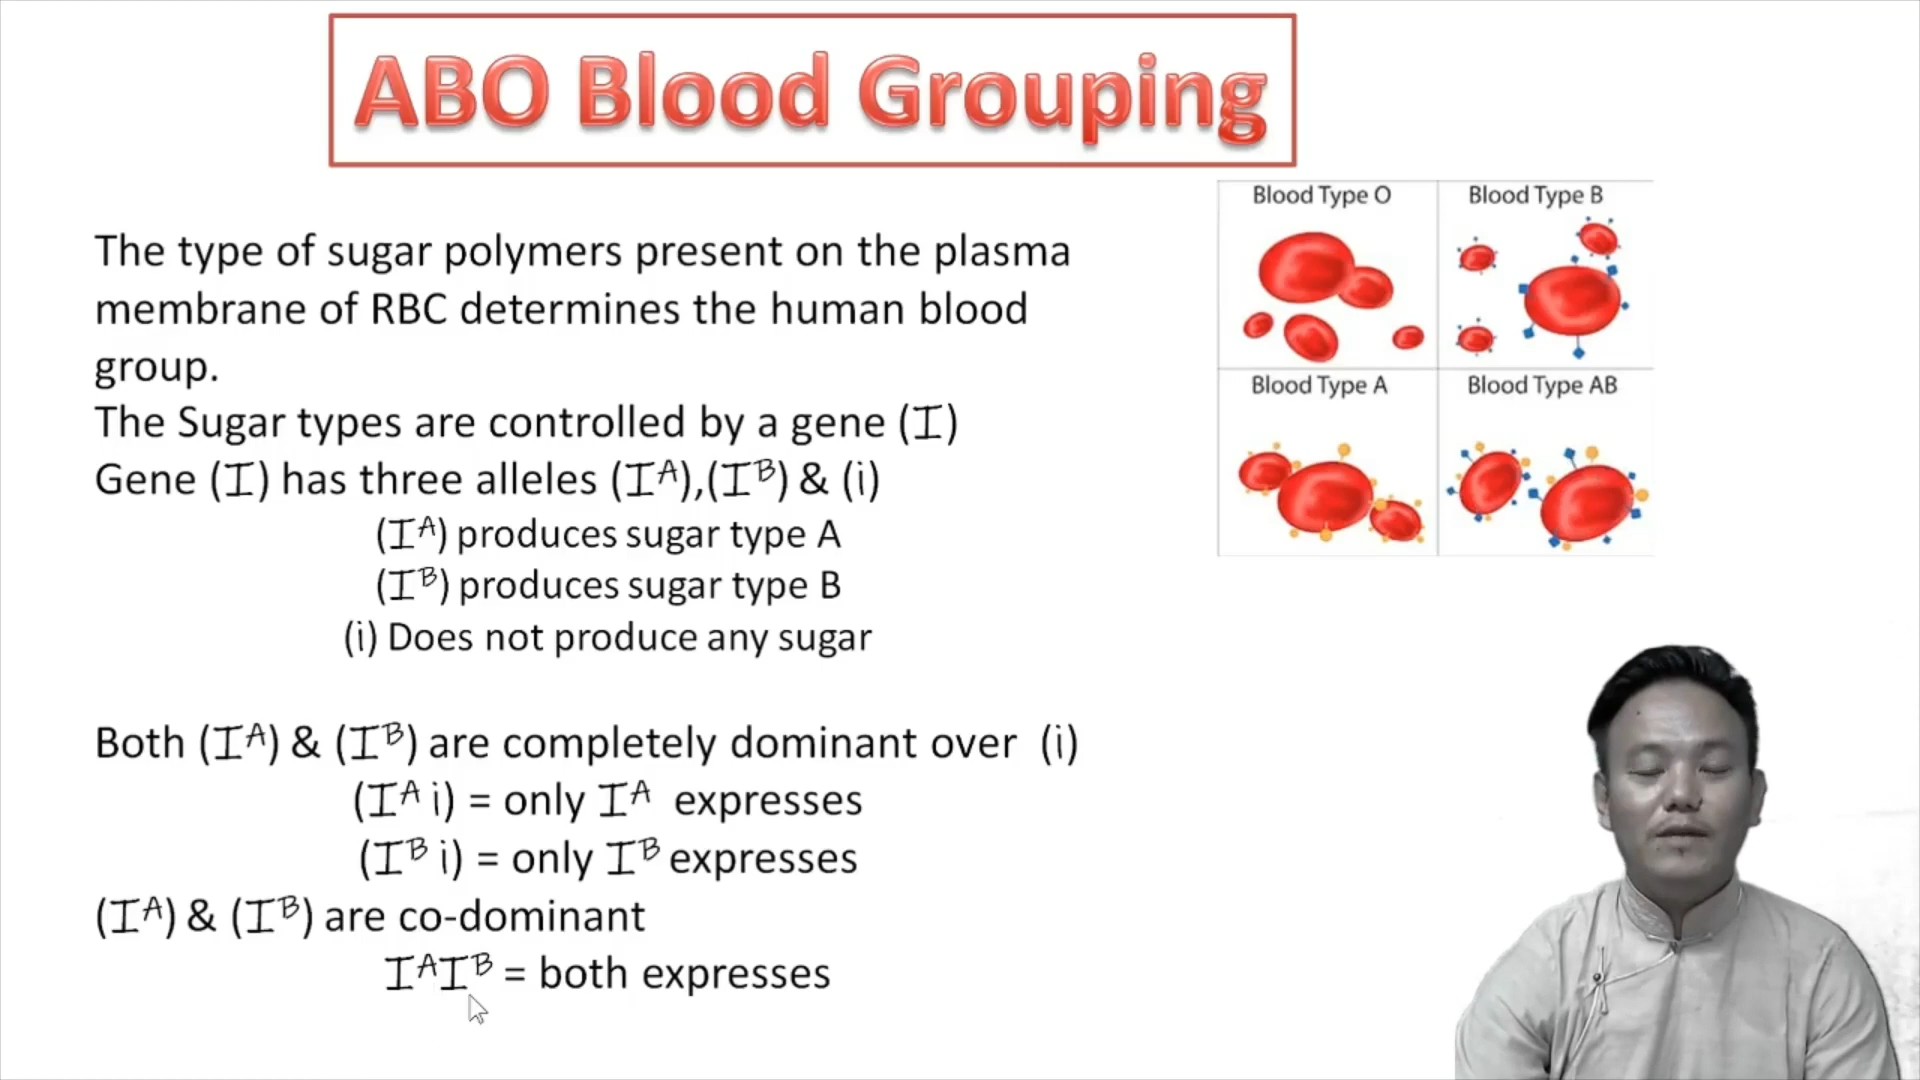 ABO Blood Grouping
The type of sugar polymers present on the plasma
membrane of RBC determines the human blood
group.
The Sugar types are controlled by a gene (I)
Gene (I) has three alleles (Iᴬ),(Iᴮ) & (i)
(Iᴬ) produces sugar type A
(Iᴮ) produces sugar type B
(i) Does not produce any sugar
Both (Iᴬ) & (Iᴮ) are completely dominant over (i)
(Iᴬ i) = only Iᴬ expresses
(Iᴮ i) = only Iᴮ expresses
(Iᴬ) & (Iᴮ) are co-dominant
IᴬIᴮ = both expresses
Blood Type O
Blood Type B
Blood Type A
Blood Type AB